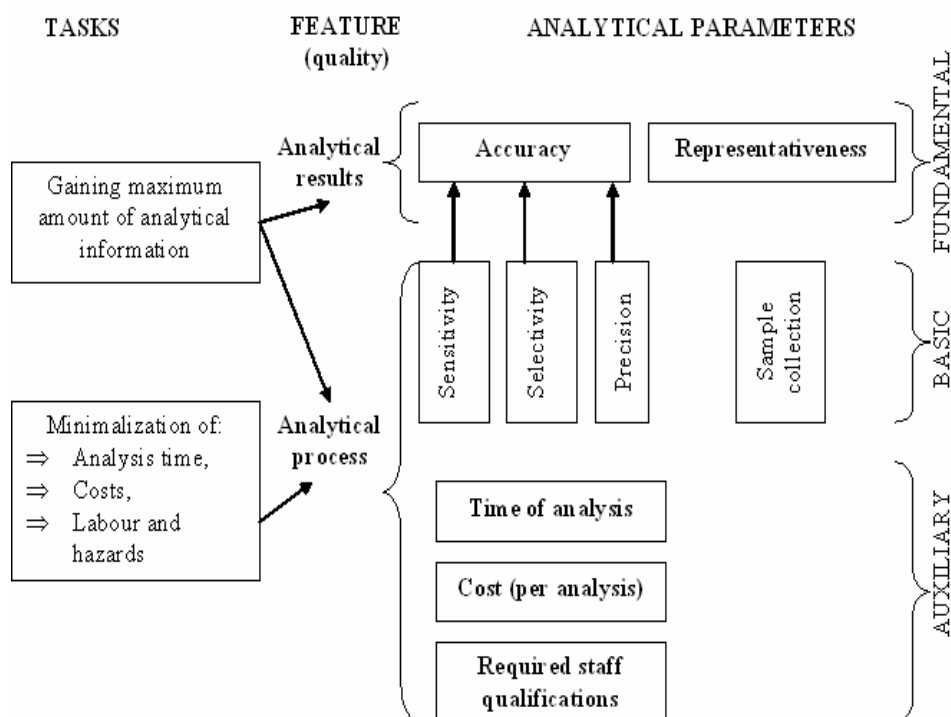 TASKS
FEATURE
(quality)
ANALYTICAL PARAMETERS
Gaining maximum
amount of analytical
information
Analytical
results
Accuracy
Representativeness
FUNDAMENTAL
Sensitivity
Selectivity
Precision
Sample
collection
BASIC
Minimalization of:
⇒ Analysis time,
⇒ Costs,
⇒ Labour and
hazards
Analytical
process
Time of analysis
Cost (per analysis)
Required staff
qualifications
AUXILIARY